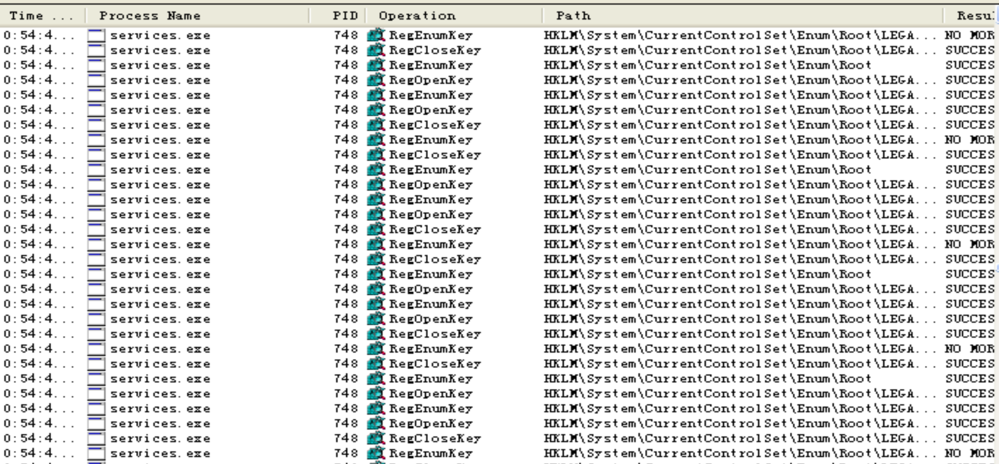 Time ... Process Name PID Operation Path Resu
0:54:4... services.exe 748 RegEnumKey HKLM\System\CurrentControlSet\Enum\Root\LEGA... NO MOR
0:54:4... services.exe 748 RegCloseKey HKLM\System\CurrentControlSet\Enum\Root\LEGA... SUCCES
0:54:4... services.exe 748 RegEnumKey HKLM\System\CurrentControlSet\Enum\Root SUCCES
0:54:4... services.exe 748 RegOpenKey HKLM\System\CurrentControlSet\Enum\Root\LEGA... SUCCES
0:54:4... services.exe 748 RegEnumKey HKLM\System\CurrentControlSet\Enum\Root\LEGA... SUCCES
0:54:4... services.exe 748 RegOpenKey HKLM\System\CurrentControlSet\Enum\Root\LEGA... SUCCES
0:54:4... services.exe 748 RegCloseKey HKLM\System\CurrentControlSet\Enum\Root\LEGA... SUCCES
0:54:4... services.exe 748 RegEnumKey HKLM\System\CurrentControlSet\Enum\Root\LEGA... NO MOR
0:54:4... services.exe 748 RegCloseKey HKLM\System\CurrentControlSet\Enum\Root\LEGA... SUCCES
0:54:4... services.exe 748 RegEnumKey HKLM\System\CurrentControlSet\Enum\Root SUCCES
0:54:4... services.exe 748 RegOpenKey HKLM\System\CurrentControlSet\Enum\Root\LEGA... SUCCES
0:54:4... services.exe 748 RegEnumKey HKLM\System\CurrentControlSet\Enum\Root\LEGA... SUCCES
0:54:4... services.exe 748 RegOpenKey HKLM\System\CurrentControlSet\Enum\Root\LEGA... SUCCES
0:54:4... services.exe 748 RegCloseKey HKLM\System\CurrentControlSet\Enum\Root\LEGA... SUCCES
0:54:4... services.exe 748 RegEnumKey HKLM\System\CurrentControlSet\Enum\Root\LEGA... NO MOR
0:54:4... services.exe 748 RegCloseKey HKLM\System\CurrentControlSet\Enum\Root\LEGA... SUCCES
0:54:4... services.exe 748 RegEnumKey HKLM\System\CurrentControlSet\Enum\Root SUCCES
0:54:4... services.exe 748 RegOpenKey HKLM\System\CurrentControlSet\Enum\Root\LEGA... SUCCES
0:54:4... services.exe 748 RegEnumKey HKLM\System\CurrentControlSet\Enum\Root\LEGA... SUCCES
0:54:4... services.exe 748 RegOpenKey HKLM\System\CurrentControlSet\Enum\Root\LEGA... SUCCES
0:54:4... services.exe 748 RegCloseKey HKLM\System\CurrentControlSet\Enum\Root\LEGA... SUCCES
0:54:4... services.exe 748 RegEnumKey HKLM\System\CurrentControlSet\Enum\Root\LEGA... NO MOR
0:54:4... services.exe 748 RegCloseKey HKLM\System\CurrentControlSet\Enum\Root\LEGA... SUCCES
0:54:4... services.exe 748 RegEnumKey HKLM\System\CurrentControlSet\Enum\Root SUCCES
0:54:4... services.exe 748 RegOpenKey HKLM\System\CurrentControlSet\Enum\Root\LEGA... SUCCES
0:54:4... services.exe 748 RegEnumKey HKLM\System\CurrentControlSet\Enum\Root\LEGA... SUCCES
0:54:4... services.exe 748 RegOpenKey HKLM\System\CurrentControlSet\Enum\Root\LEGA... SUCCES
0:54:4... services.exe 748 RegCloseKey HKLM\System\CurrentControlSet\Enum\Root\LEGA... SUCCES
0:54:4... services.exe 748 RegEnumKey HKLM\System\CurrentControlSet\Enum\Root\LEGA... NO MOR